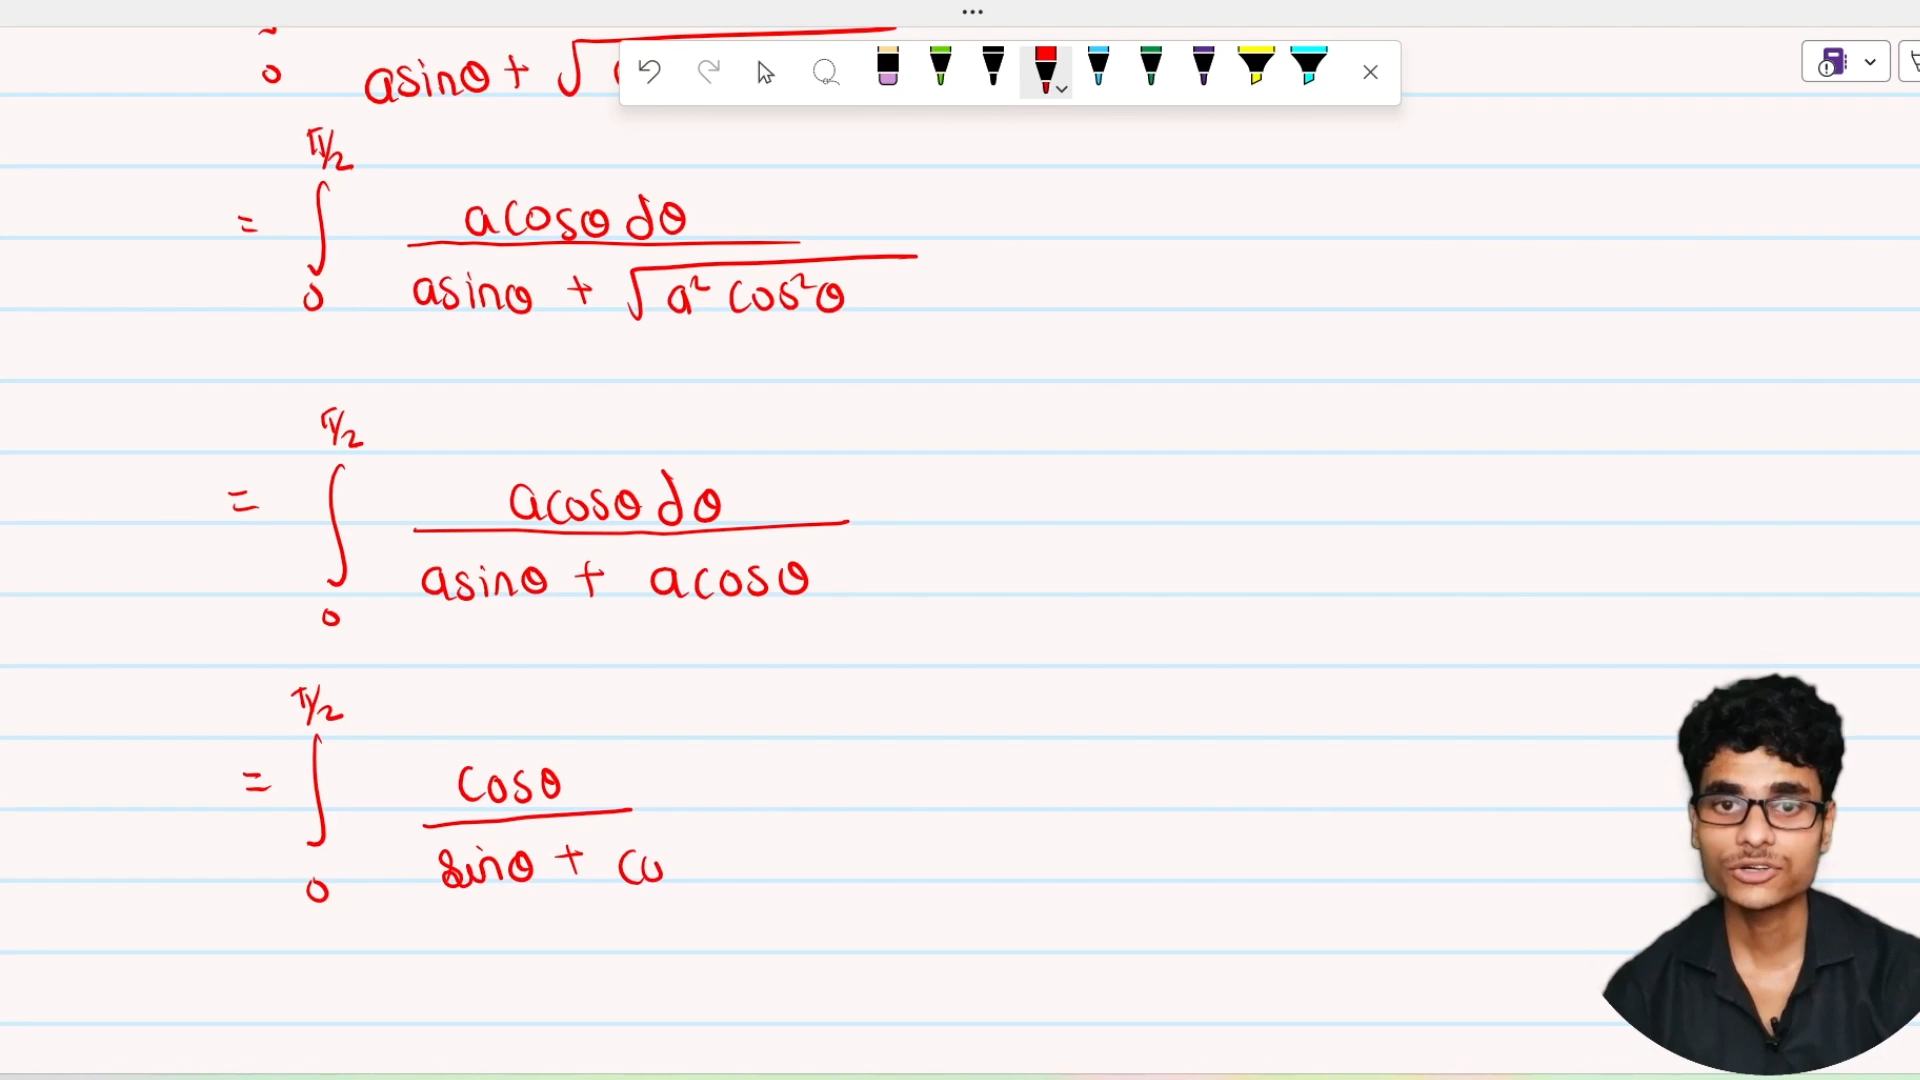 0 asinθ + √
= ∫₀^π/2 acosθ dθ / asinθ + √a² cos²θ
= ∫₀^π/2 acosθ dθ / asinθ + acosθ
= ∫₀^π/2 cosθ / sinθ + co